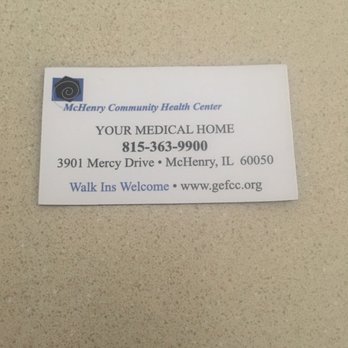 McHenry Community Health Center
YOUR MEDICAL HOME
815-363-9900
3901 Mercy Drive • McHenry, IL 60050
Walk Ins Welcome • www.gefcc.org